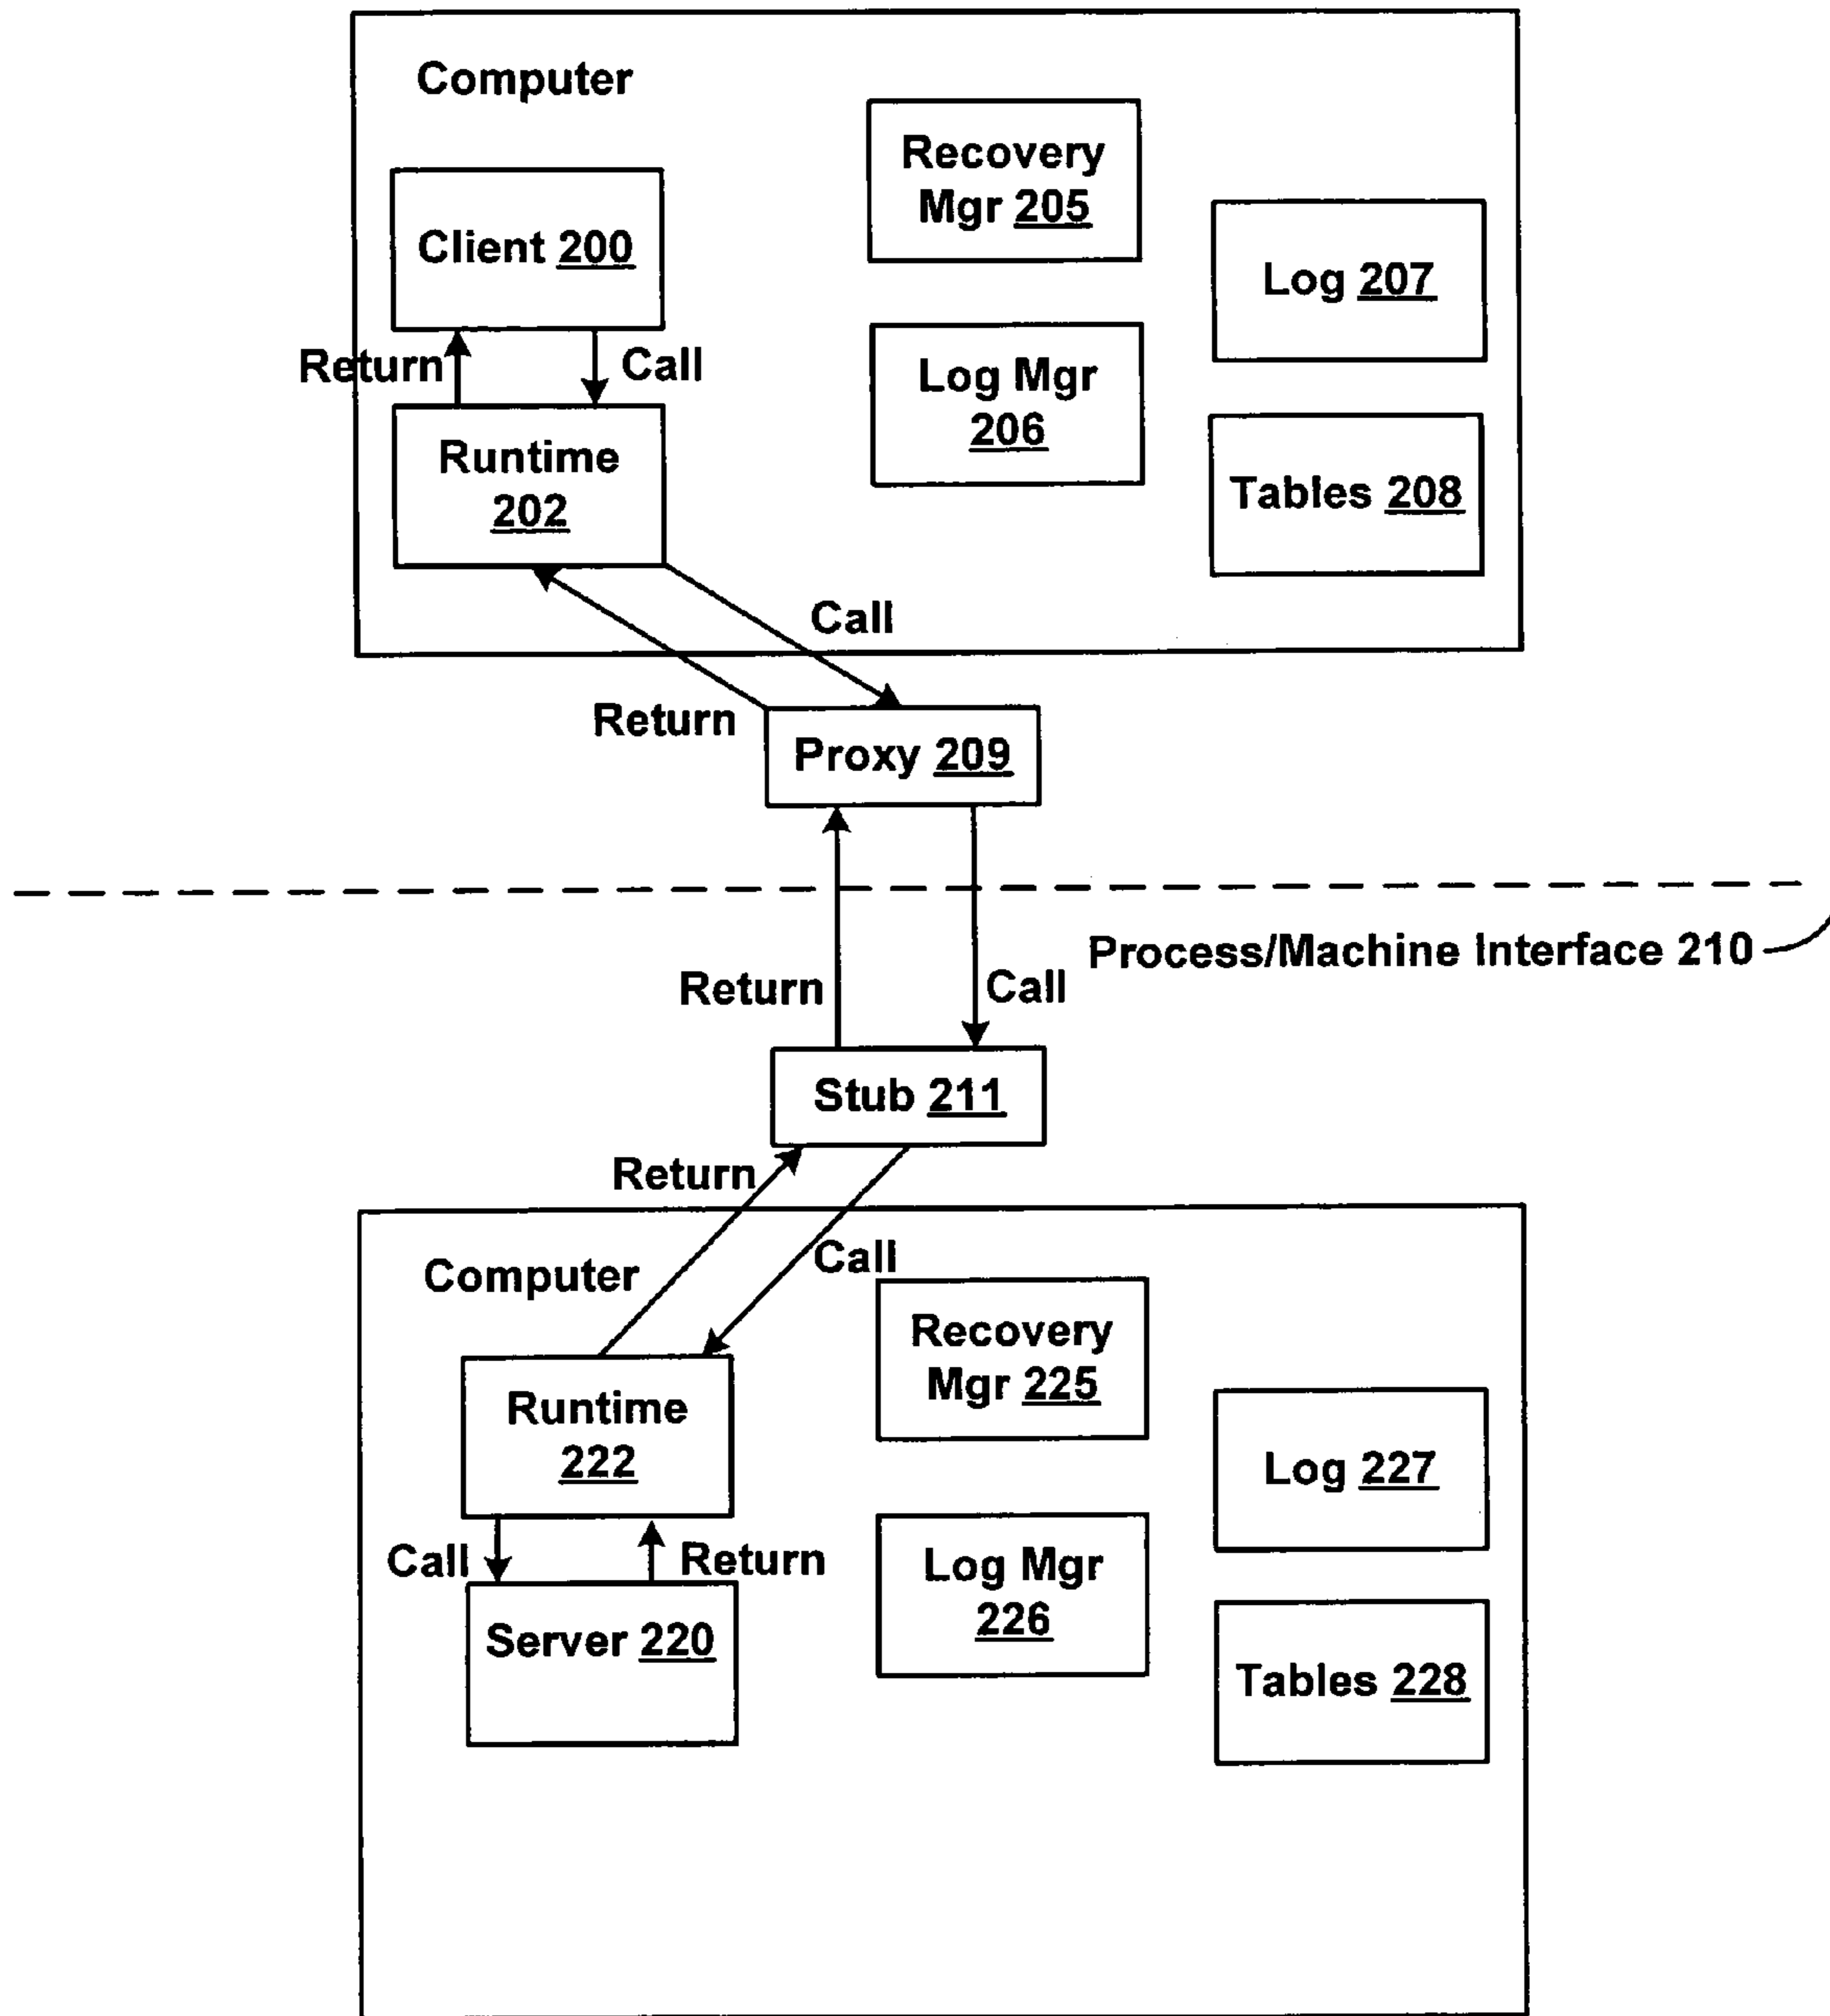 Computer
Recovery
Mgr 205
Client 200
Log 207
Return
Call
Log Mgr
206
Runtime
202
Tables 208
Call
Return
Proxy 209
Process/Machine Interface 210
Return
Call
Stub 211
Return
Call
Computer
Recovery
Mgr 225
Runtime
222
Log 227
Call
Return
Log Mgr
226
Server 220
Tables 228